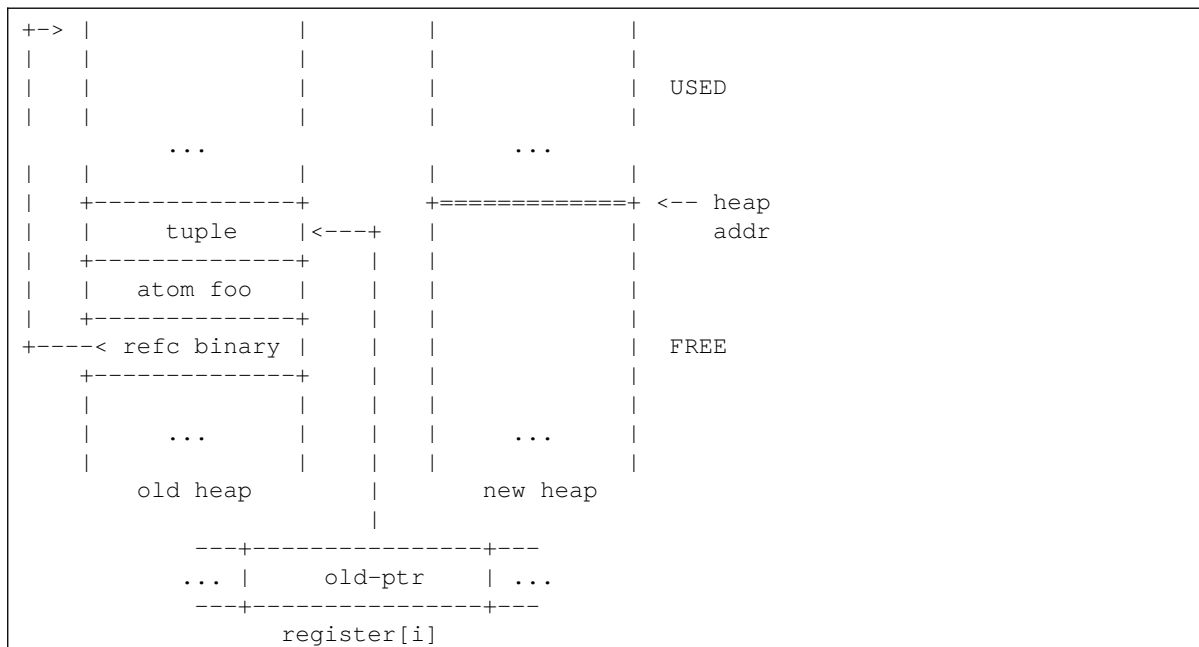 +-> |              |        |             |
|   |              |        |             |
|   |              |        |             |  USED
|   |              |        |             |
          ...                    ...
|   |              |        |             |
|   +--------------+        +=============+ <-- heap
|   |     tuple    |<---+   |             |     addr
|   +--------------+    |   |             |
|   |   atom foo   |    |   |             |
|   +--------------+    |   |             |
+----< refc binary |    |   |             |  FREE
    +--------------+    |   |             |
    |              |    |   |             |
    |     ...      |    |   |     ...     |
    |              |    |   |             |
        old heap        |      new heap
                        |
            ---+----------------+---
           ... |     old-ptr    | ...
            ---+----------------+---
                  register[i]